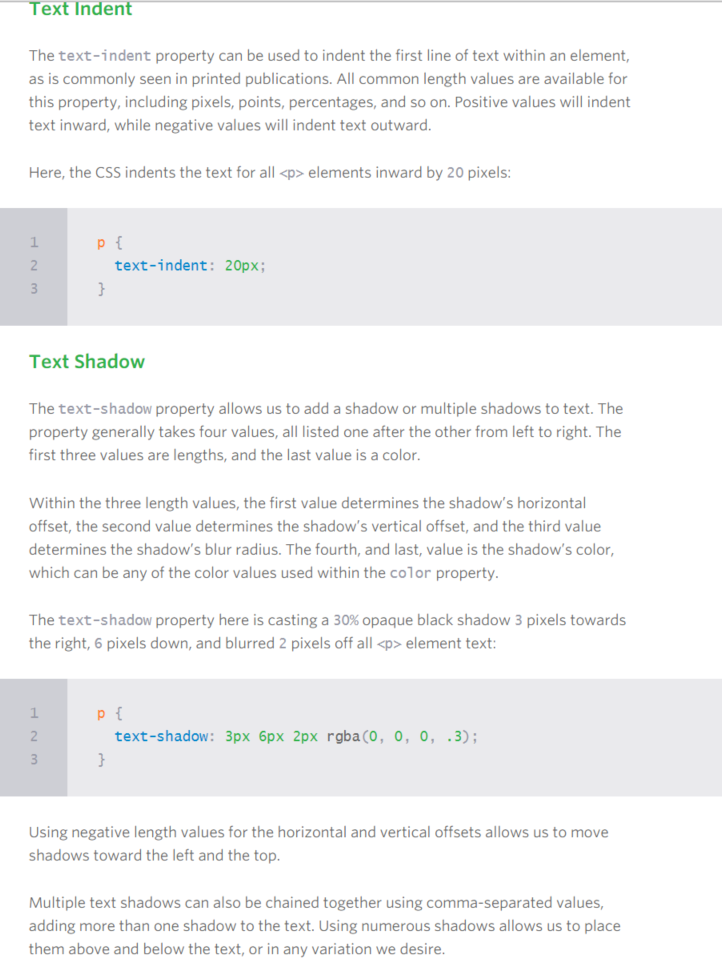 Text Indent
The text-indent property can be used to indent the first line of text within an element,
as is commonly seen in printed publications. All common length values are available for
this property, including pixels, points, percentages, and so on. Positive values will indent
text inward, while negative values will indent text outward.
Here, the CSS indents the text for all <p> elements inward by 20 pixels:
1 p {
2 text-indent: 20px;
3 }
Text Shadow
The text-shadow property allows us to add a shadow or multiple shadows to text. The
property generally takes four values, all listed one after the other from left to right. The
first three values are lengths, and the last value is a color.
Within the three length values, the first value determines the shadow’s horizontal
offset, the second value determines the shadow’s vertical offset, and the third value
determines the shadow’s blur radius. The fourth, and last, value is the shadow’s color,
which can be any of the color values used within the color property.
The text-shadow property here is casting a 30% opaque black shadow 3 pixels towards
the right, 6 pixels down, and blurred 2 pixels off all <p> element text:
1 p {
2 text-shadow: 3px 6px 2px rgba(0, 0, 0, .3);
3 }
Using negative length values for the horizontal and vertical offsets allows us to move
shadows toward the left and the top.
Multiple text shadows can also be chained together using comma-separated values,
adding more than one shadow to the text. Using numerous shadows allows us to place
them above and below the text, or in any variation we desire.